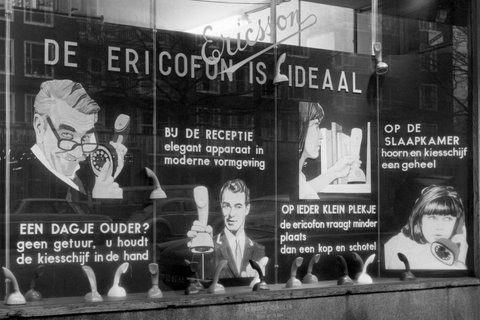 Ericsson
DE ERICOFON IS IDEAAL
BIJ DE RECEPTIE
elegant apparaat in
moderne vormgeving
OP DE
SLAAPKAMER
hoorn en kiesschijf
een geheel
EEN DAGJE OUDER?
geen getuur, u houdt
de kiesschijf in de hand
OP IEDER KLEIN PLEKJE
de ericofon vraagt minder
plaats
dan een kop en schotel